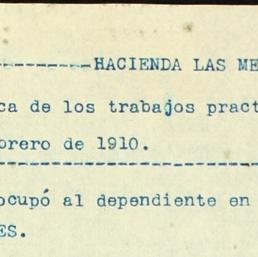 ----------HACIENDA LAS ME
ca de los trabajos pract
brero de 1910.
------------------------
ocupó al dependiente en
ES.